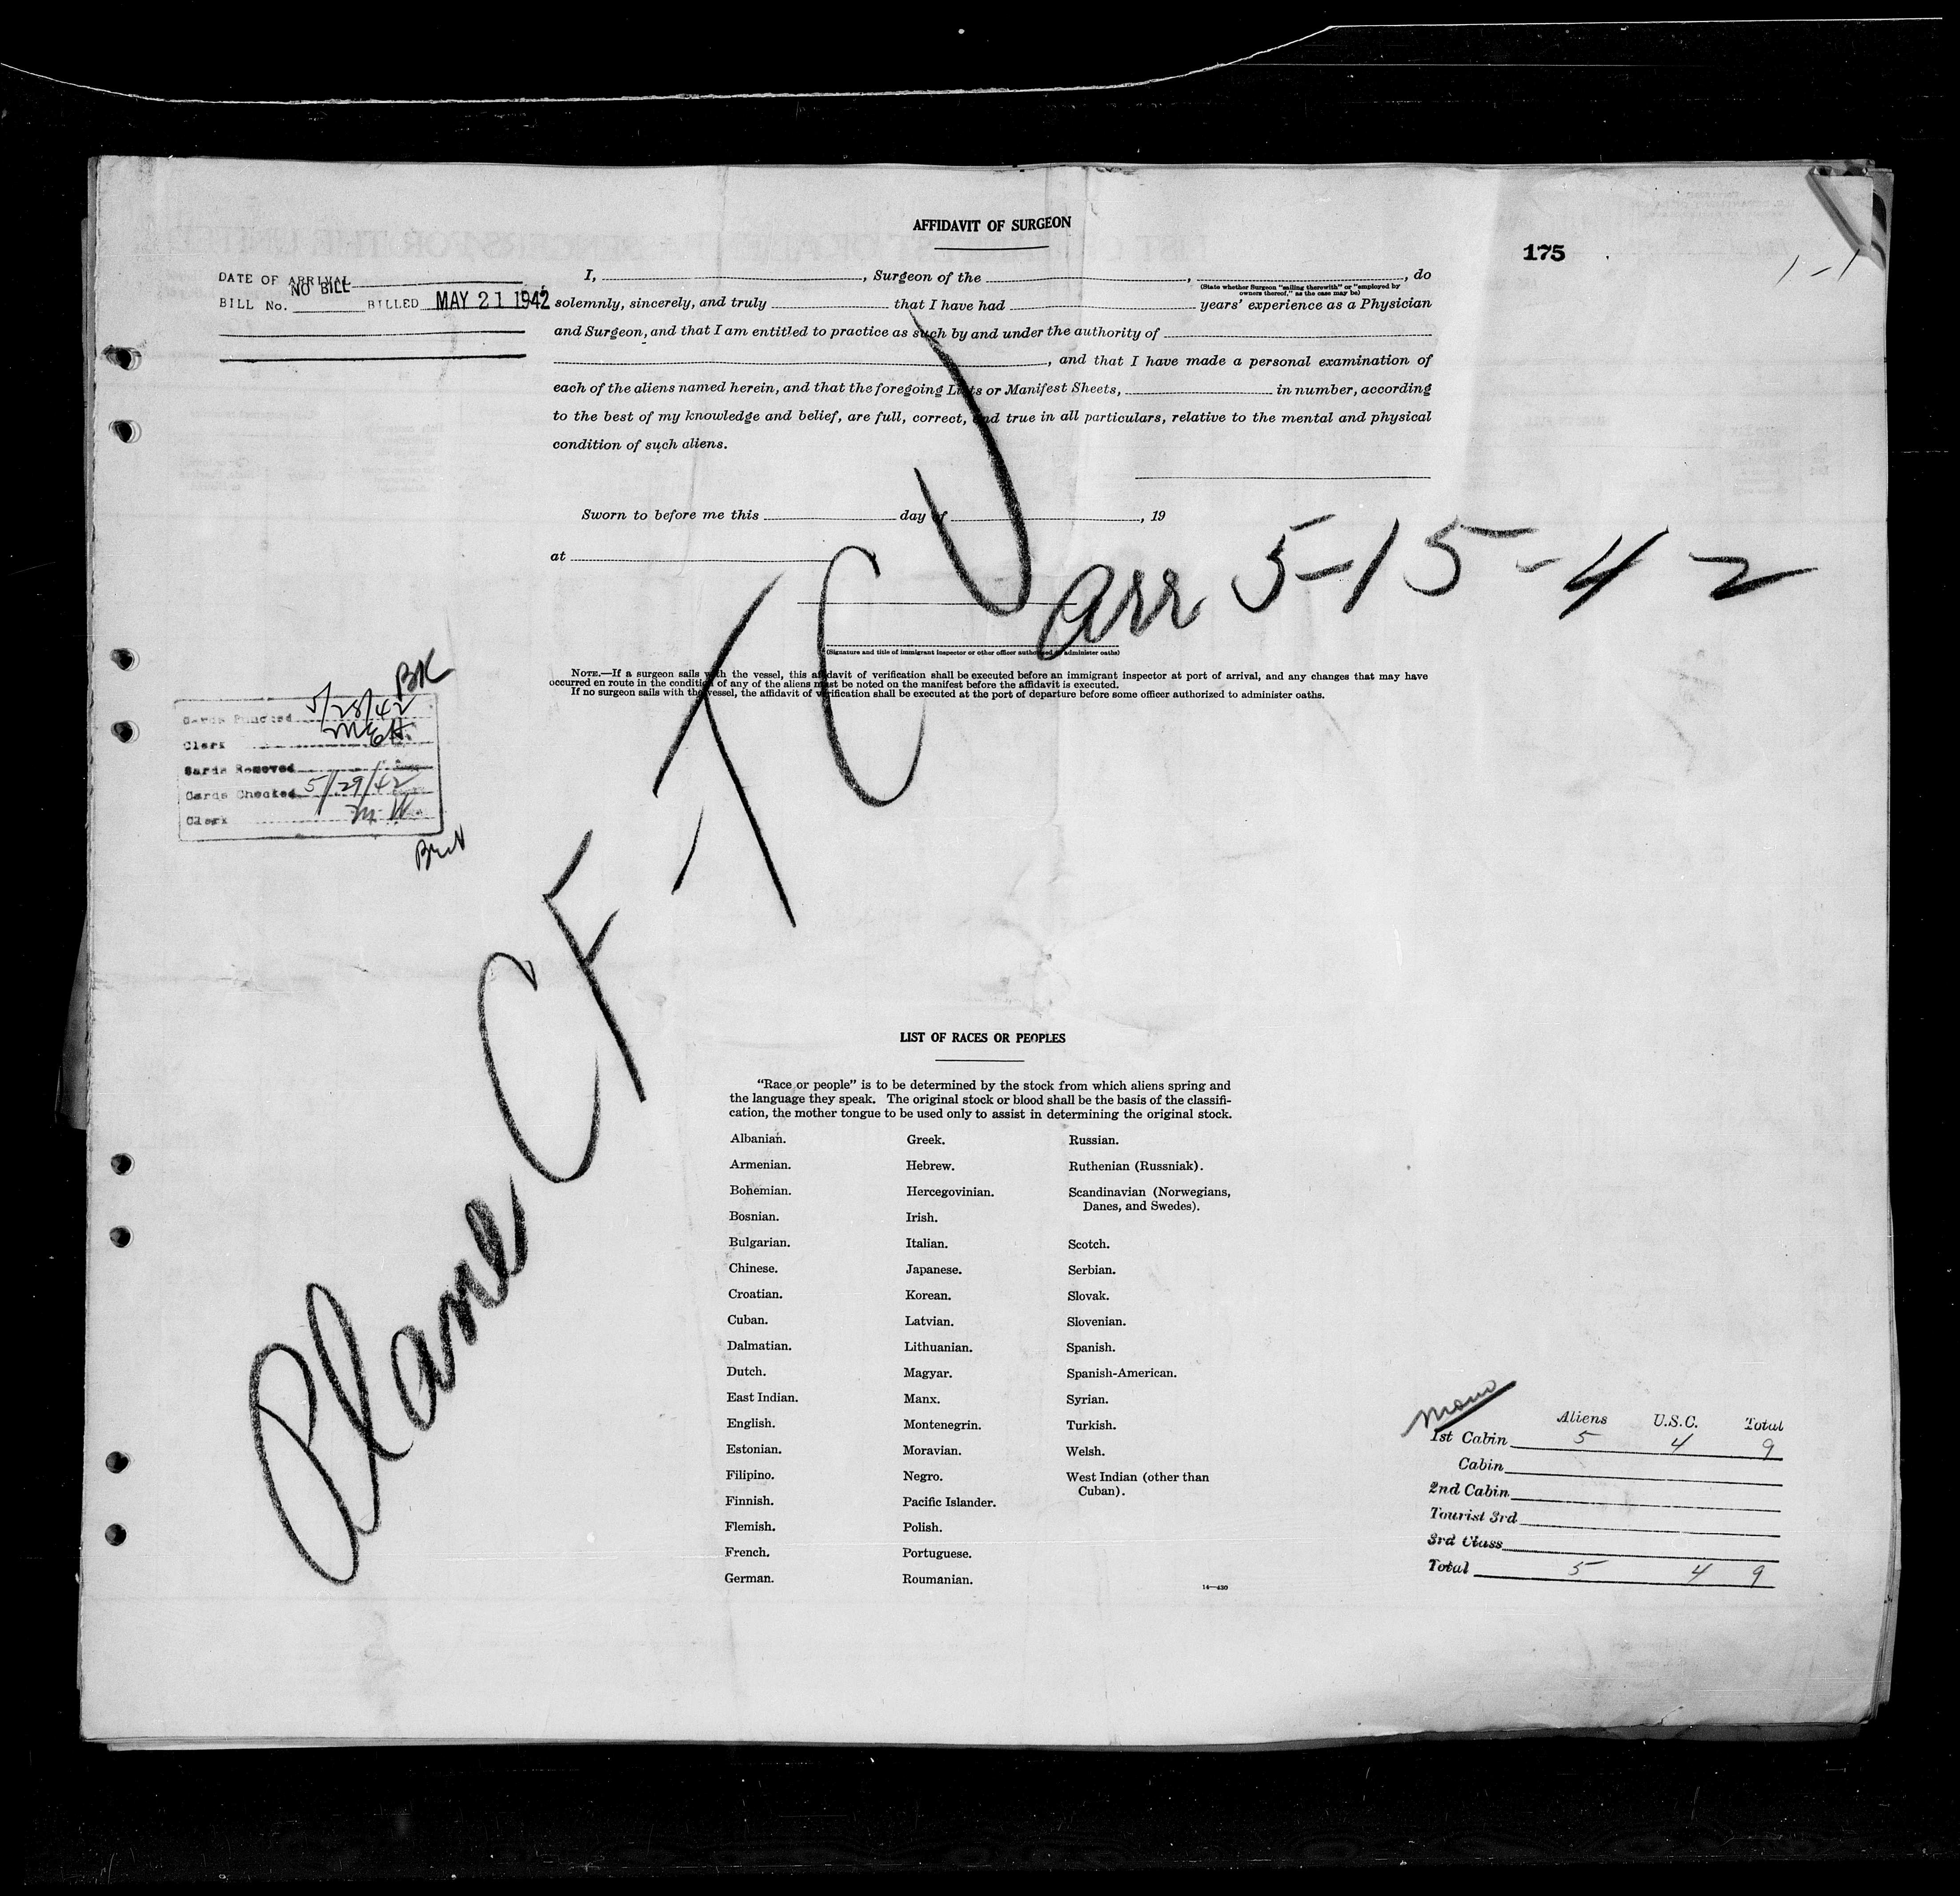 AFFIDAVIT OF SURGEON
175
1-1
DATE OF ARRIVAL
NO BILL
BILL No. BILLED MAY 21 1942
I, , Surgeon of the , , do
(State whether Surgeon "sailing therewith" or "employed by
owners thereof," as the case may be)
solemnly, sincerely, and truly that I have had years' experience as a Physician
and Surgeon, and that I am entitled to practice as such by and under the authority of
, and that I have made a personal examination of
each of the aliens named herein, and that the foregoing Lists or Manifest Sheets, in number, according
to the best of my knowledge and belief, are full, correct, and true in all particulars, relative to the mental and physical
condition of such aliens.
Sworn to before me this day of , 19
at
arr 5-15-42
(Signature and title of immigrant inspector or other officer authorized to administer oaths)
NOTE.—If a surgeon sails with the vessel, this affidavit of verification shall be executed before an immigrant inspector at port of arrival, and any changes that may have
occurred en route in the condition of any of the aliens must be noted on the manifest before the affidavit is executed.
If no surgeon sails with the vessel, the affidavit of verification shall be executed at the port of departure before some officer authorized to administer oaths.
BK
Cards Punched 5/28/42
Clerk
Cards Removed
Cards Checked 5/29/42
Clerk
Plane CF-TCJ
LIST OF RACES OR PEOPLES
"Race or people" is to be determined by the stock from which aliens spring and
the language they speak. The original stock or blood shall be the basis of the classifi-
cation, the mother tongue to be used only to assist in determining the original stock.
Albanian.
Armenian.
Bohemian.
Bosnian.
Bulgarian.
Chinese.
Croatian.
Cuban.
Dalmatian.
Dutch.
East Indian.
English.
Estonian.
Filipino.
Finnish.
Flemish.
French.
German.
Greek.
Hebrew.
Hercegovinian.
Irish.
Italian.
Japanese.
Korean.
Latvian.
Lithuanian.
Magyar.
Manx.
Montenegrin.
Moravian.
Negro.
Pacific Islander.
Polish.
Portuguese.
Roumanian.
Russian.
Ruthenian (Russniak).
Scandinavian (Norwegians,
Danes, and Swedes).
Scotch.
Serbian.
Slovak.
Slovenian.
Spanish.
Spanish-American.
Syrian.
Turkish.
Welsh.
West Indian (other than
Cuban).
14—430
Aliens U.S.C. Total
1st Cabin 5 4 9
Cabin
2nd Cabin
Tourist 3rd
3rd Class
Total 5 4 9